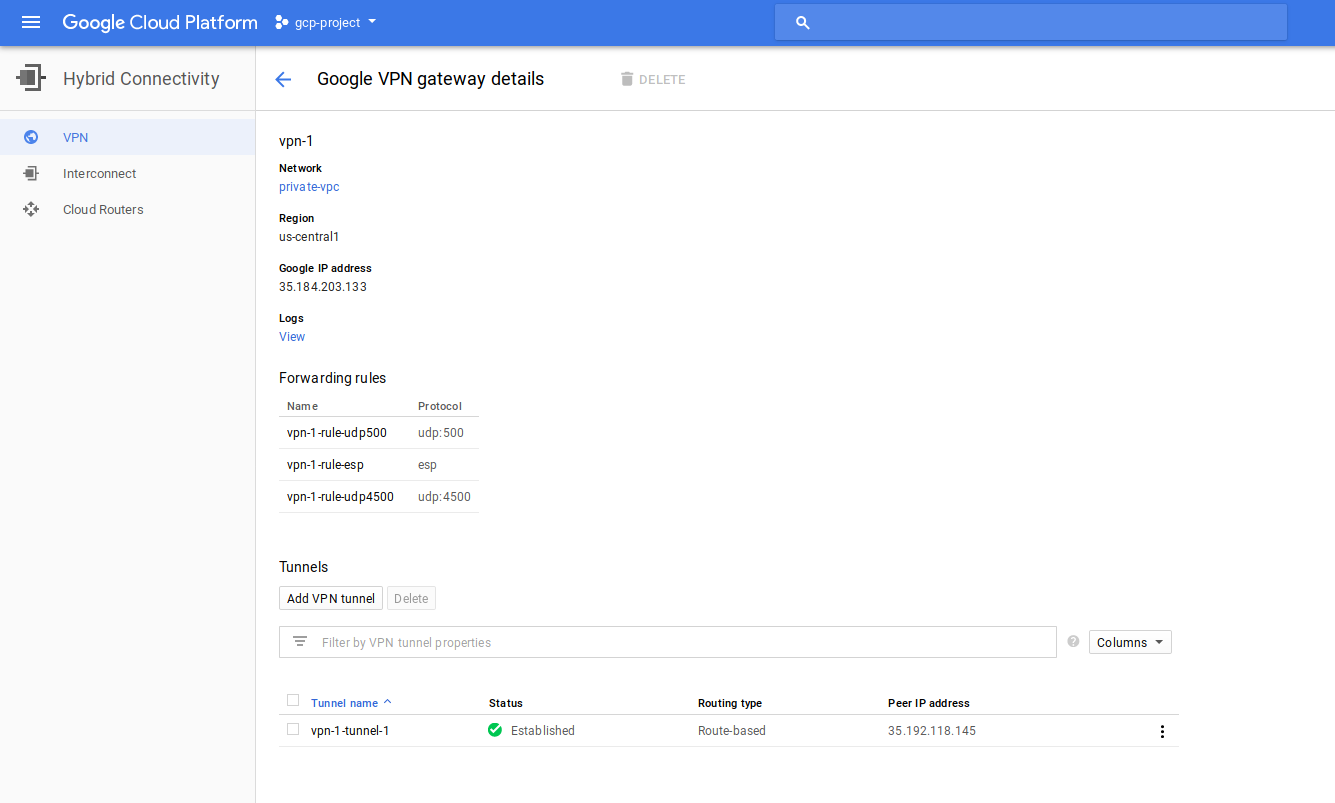 Google Cloud Platform gcp-project
Hybrid Connectivity
Google VPN gateway details DELETE
VPN
Interconnect
Cloud Routers
vpn-1
Network
private-vpc
Region
us-central1
Google IP address
35.184.203.133
Logs
View
Forwarding rules
Name Protocol
vpn-1-rule-udp500 udp:500
vpn-1-rule-esp esp
vpn-1-rule-udp4500 udp:4500
Tunnels
Add VPN tunnel Delete
Filter by VPN tunnel properties ? Columns
Tunnel name Status Routing type Peer IP address
vpn-1-tunnel-1 Established Route-based 35.192.118.145